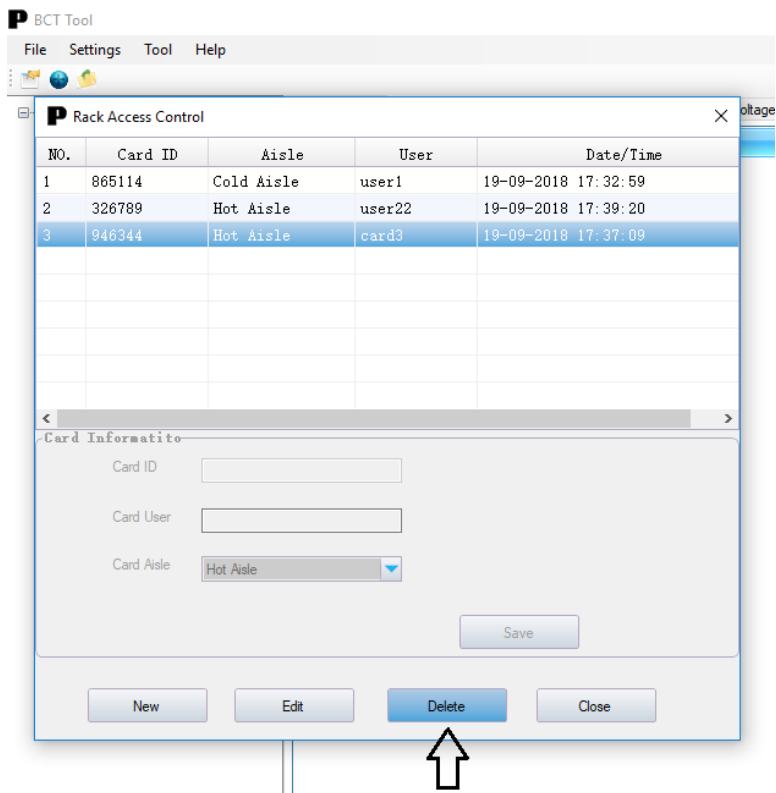 P BCT Tool
File Settings Tool Help
oltage
P Rack Access Control
NO. Card ID Aisle User Date/Time
1 865114 Cold Aisle user1 19-09-2018 17:32:59
2 326789 Hot Aisle user22 19-09-2018 17:39:20
3 946344 Hot Aisle card3 19-09-2018 17:37:09
Card Informatito
Card ID
Card User
Card Aisle Hot Aisle
Save
New Edit Delete Close